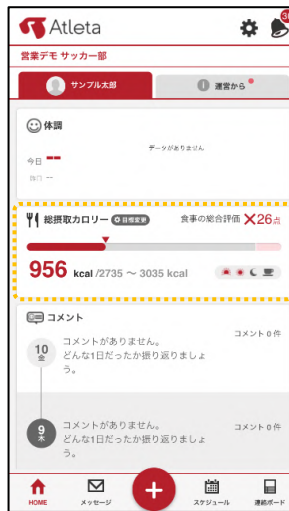 Atleta
営業デモ サッカー部
サンプル太郎
運営から
体調
データがありません
今日 --
昨日 --
総摂取カロリー 目標変更 食事の総合評価 ×26点
956 kcal /2735 ～ 3035 kcal
コメント
10
金
コメントがありません。
どんな1日だったか振り返りましょ
う。
コメント 0 件
9
木
コメントがありません。
どんな1日だったか振り返りましょ
う。
コメント 0 件
HOME メッセージ スケジュール 連絡ボード